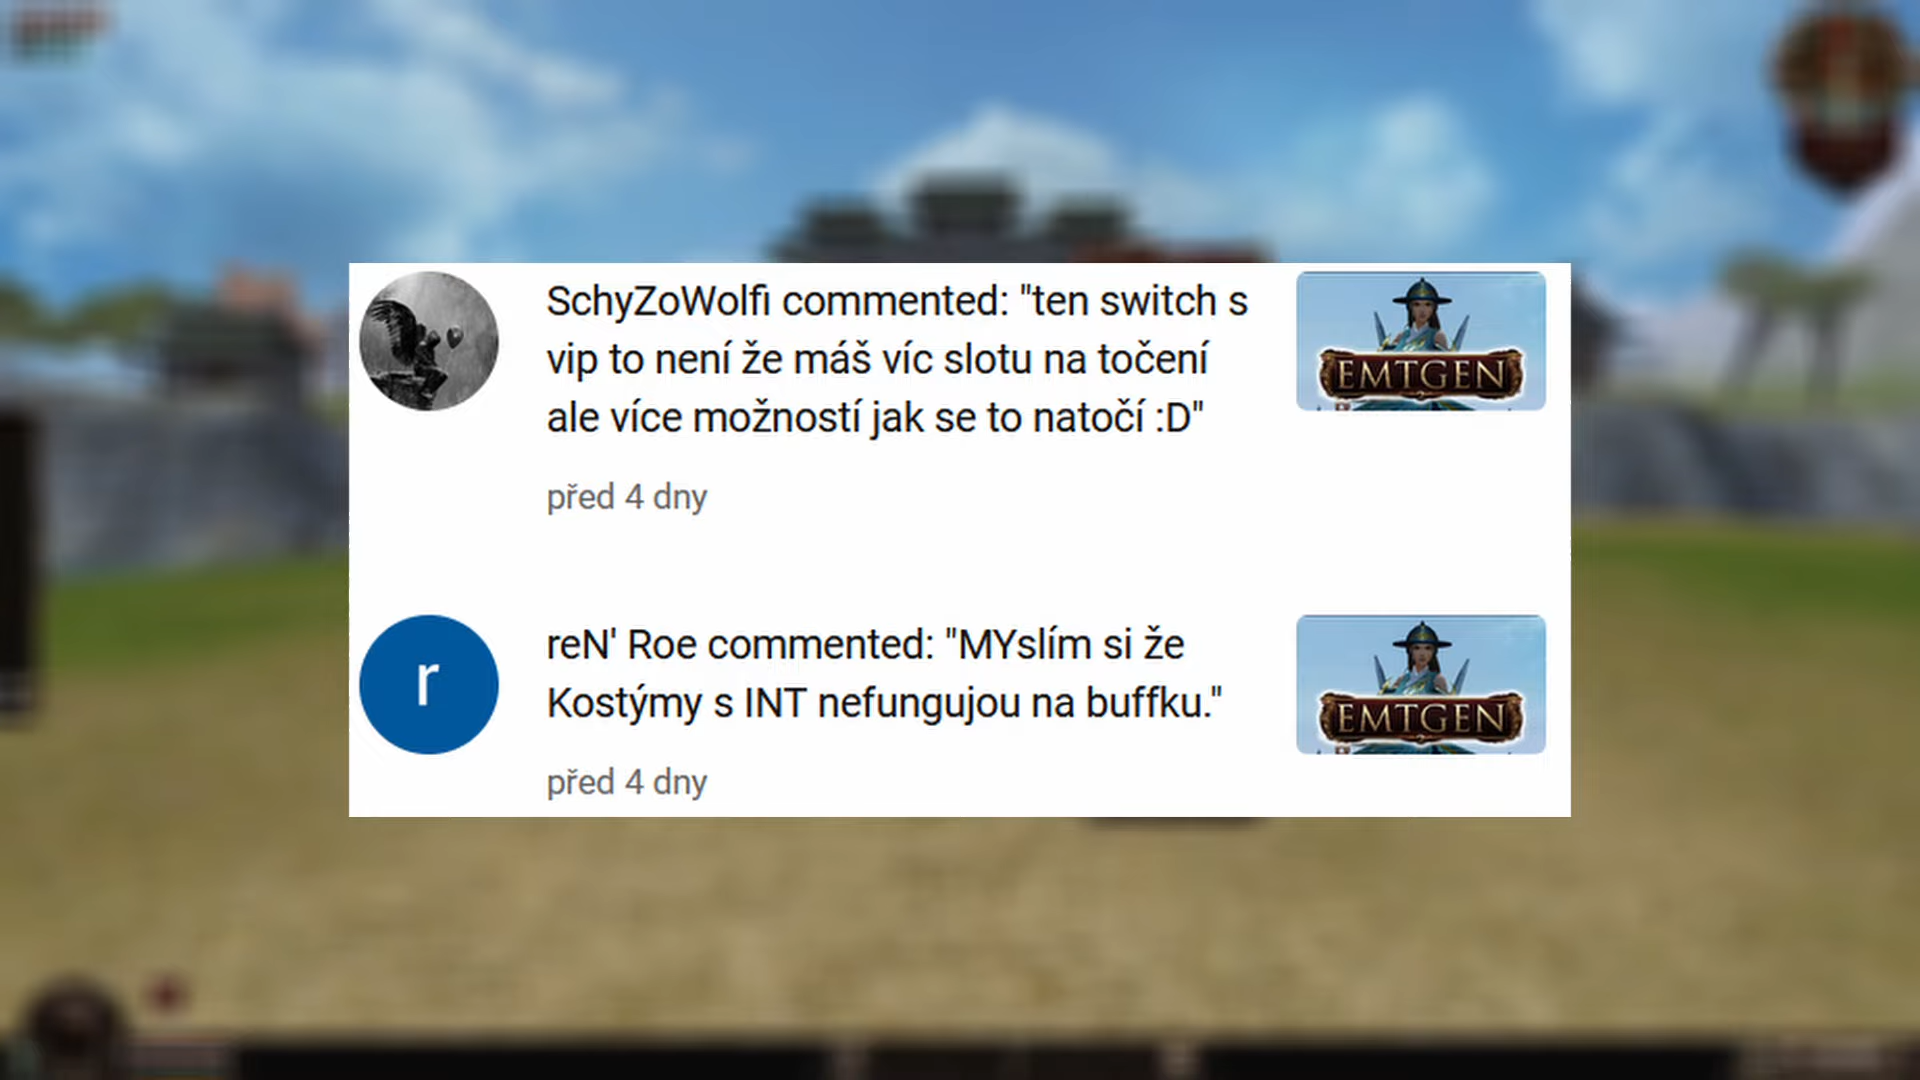 SchyZoWolfi commented: "ten switch s
vip to není že máš víc slotu na točení
ale více možností jak se to natočí :D"
EMTGEN
před 4 dny
r
reN' Roe commented: "MYslím si že
Kostýmy s INT nefungujou na buffku."
EMTGEN
před 4 dny